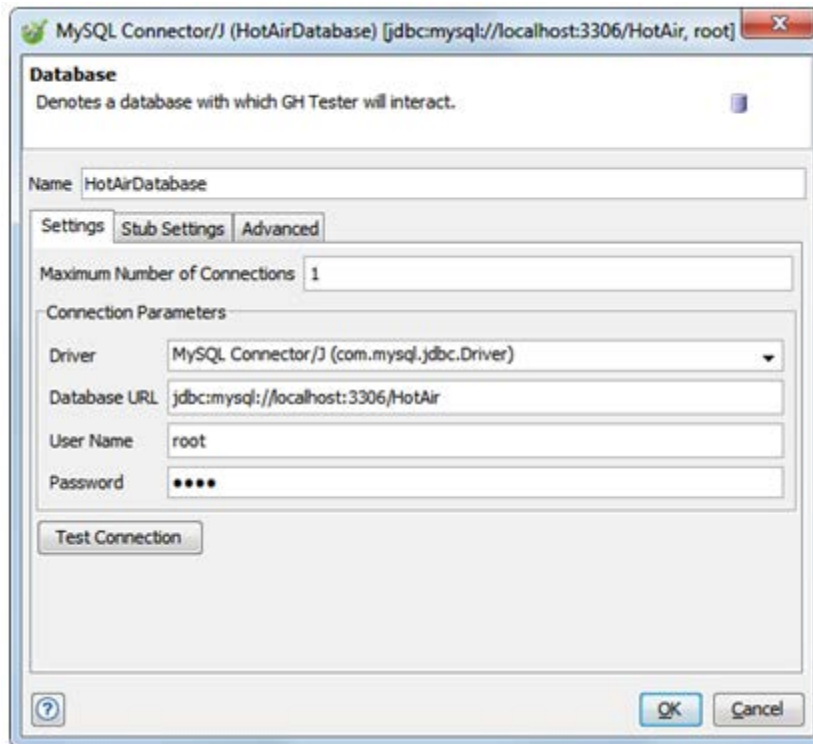 MySQL Connector/J (HotAirDatabase) [jdbc:mysql://localhost:3306/HotAir, root]
Database
Denotes a database with which GH Tester will interact.
Name HotAirDatabase
Settings Stub Settings Advanced
Maximum Number of Connections 1
Connection Parameters
Driver MySQL Connector/J (com.mysql.jdbc.Driver)
Database URL jdbc:mysql://localhost:3306/HotAir
User Name root
Password ●●●●
Test Connection
? OK Cancel